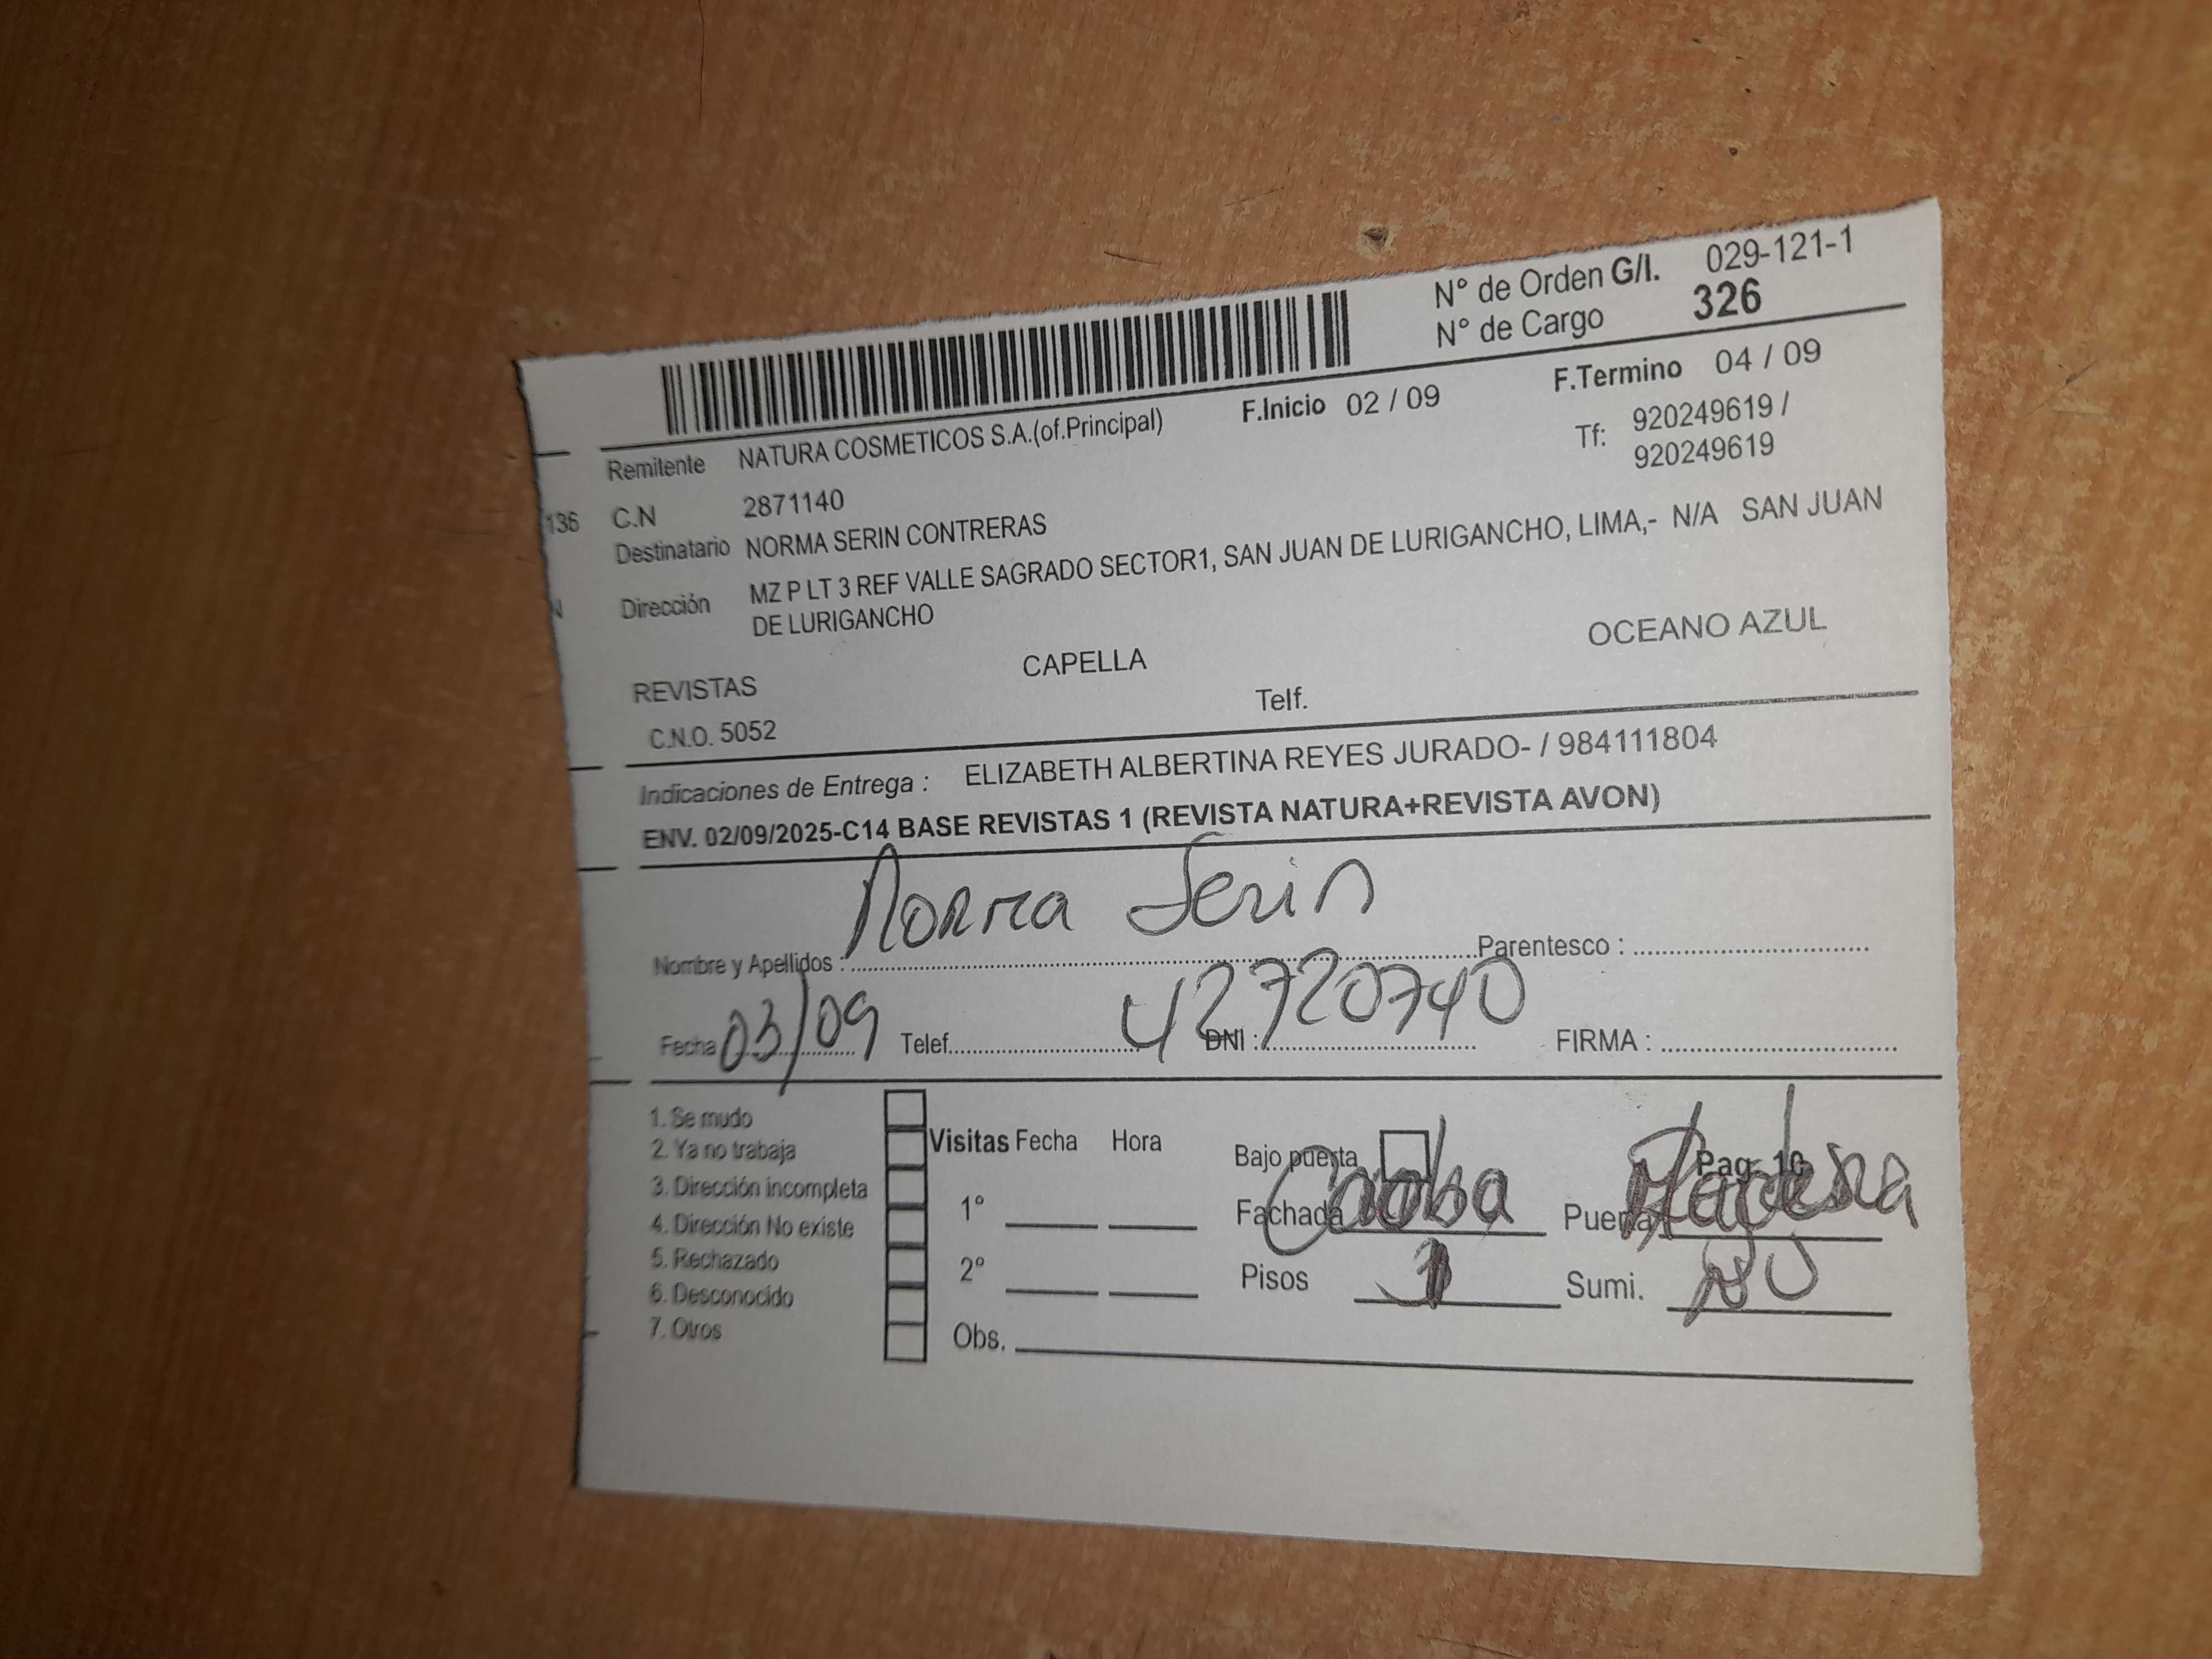 N° de Orden G/I. 029-121-1
N° de Cargo 326
F.Inicio 02 / 09 F.Termino 04 / 09
Remitente NATURA COSMETICOS S.A.(of.Principal) Tf: 920249619 /
920249619
136 C.N 2871140
Destinatario NORMA SERIN CONTRERAS
N Dirección MZ P LT 3 REF VALLE SAGRADO SECTOR1, SAN JUAN DE LURIGANCHO, LIMA,- N/A SAN JUAN
DE LURIGANCHO
REVISTAS CAPELLA OCEANO AZUL
C.N.O. 5052 Telf.
Indicaciones de Entrega : ELIZABETH ALBERTINA REYES JURADO- / 984111804
ENV. 02/09/2025-C14 BASE REVISTAS 1 (REVISTA NATURA+REVISTA AVON)
Nombre y Apellidos : Norma Serin Parentesco :
Fecha 03/09 Telef. DNI : 42720740 FIRMA :
1. Se mudo
2. Ya no trabaja
3. Dirección incompleta
4. Dirección No existe
5. Rechazado
6. Desconocido
7. Otros
Visitas Fecha Hora
1°
2°
Obs.
Bajo puerta Pag. 10
Fachada Caoba Puerta Madera
Pisos 1 Sumi.